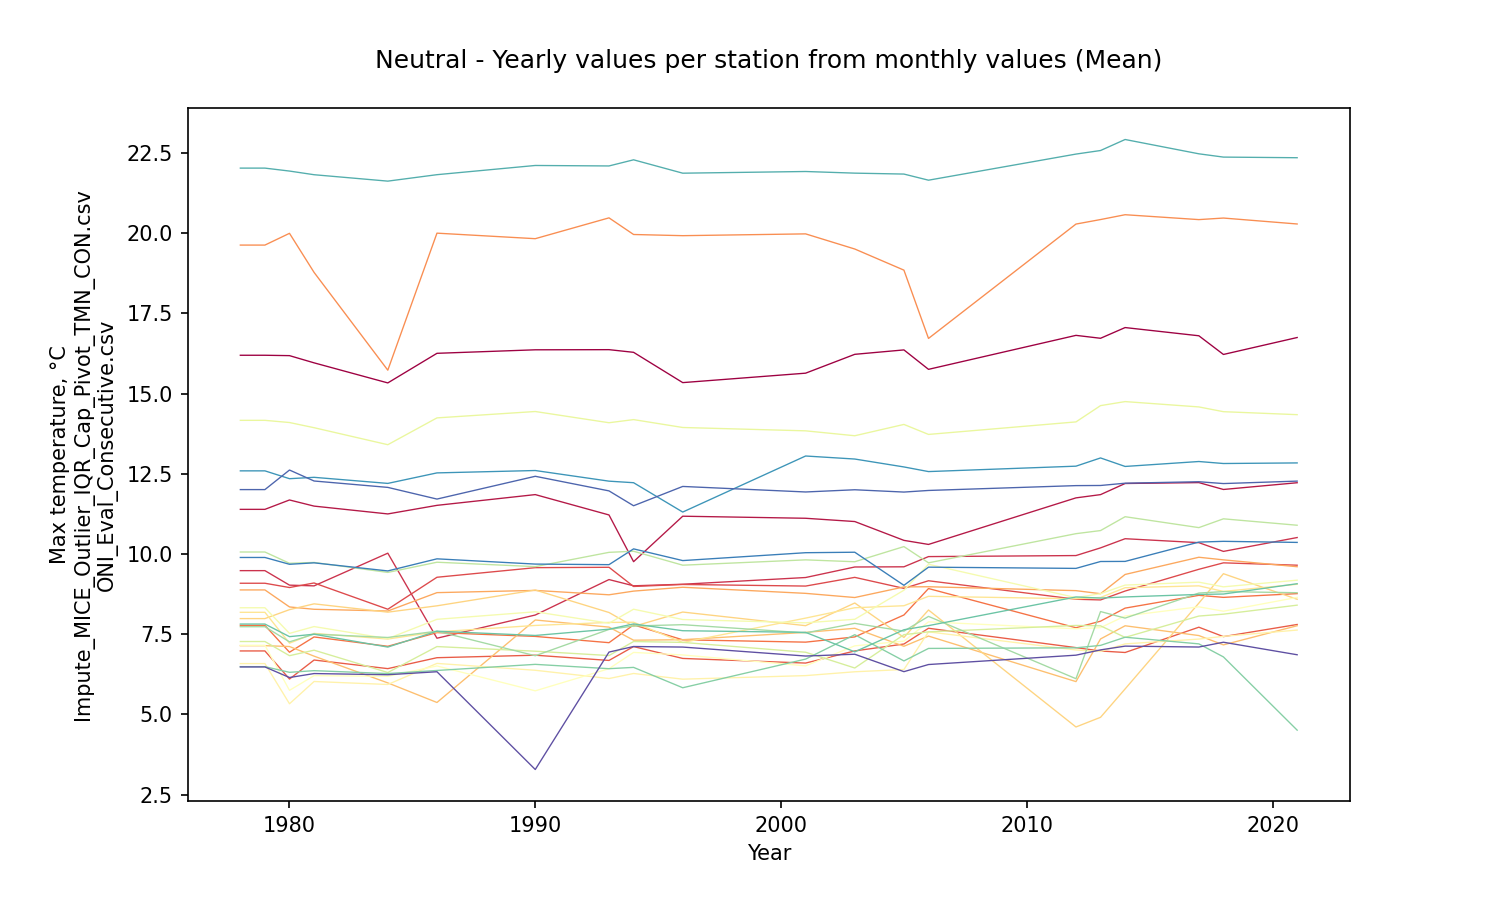 Neutral - Yearly values per station from monthly values (Mean)
Max temperature, °C
Impute_MICE_Outlier_IQR_Cap_Pivot_TMN_CON.csv
ONI_Eval_Consecutive.csv
22.5
20.0
17.5
15.0
12.5
10.0
7.5
5.0
2.5
1980 1990 2000 2010 2020
Year